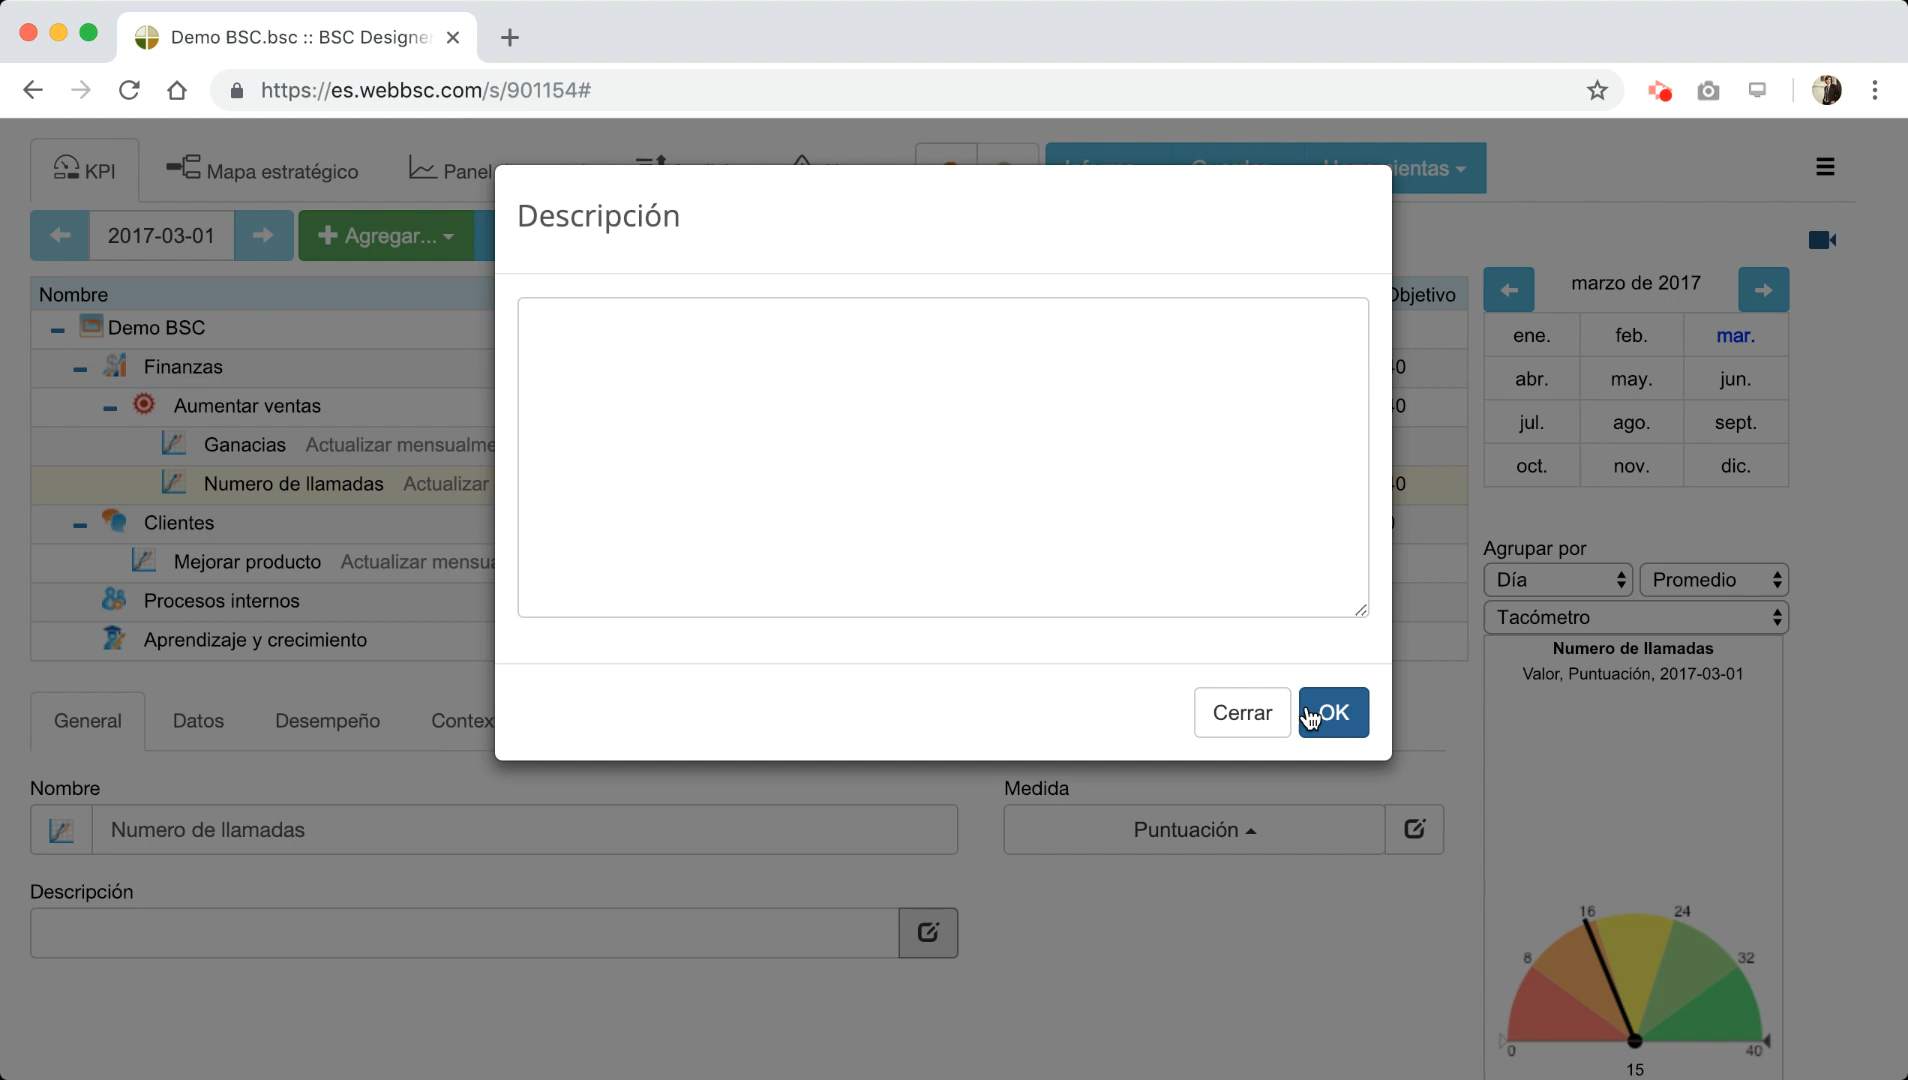 Demo BSC.bsc :: BSC Designer
https://es.webbsc.com/s/901154#
KPI
Mapa estratégico
Panel
ientas
2017-03-01
Agregar...
Descripción
Nombre
Objetivo
Demo BSC
Finanzas
Aumentar ventas
Ganacias Actualizar mensualme
Numero de llamadas Actualizar
Clientes
Mejorar producto Actualizar mensua
Procesos internos
Aprendizaje y crecimiento
marzo de 2017
ene. feb. mar.
abr. may. jun.
jul. ago. sept.
oct. nov. dic.
Agrupar por
Día Promedio
Tacómetro
Numero de llamadas
Valor, Puntuación, 2017-03-01
Cerrar OK
General Datos Desempeño Contex
Nombre
Numero de llamadas
Medida
Puntuación
Descripción
16 24
8 32
0 40
15